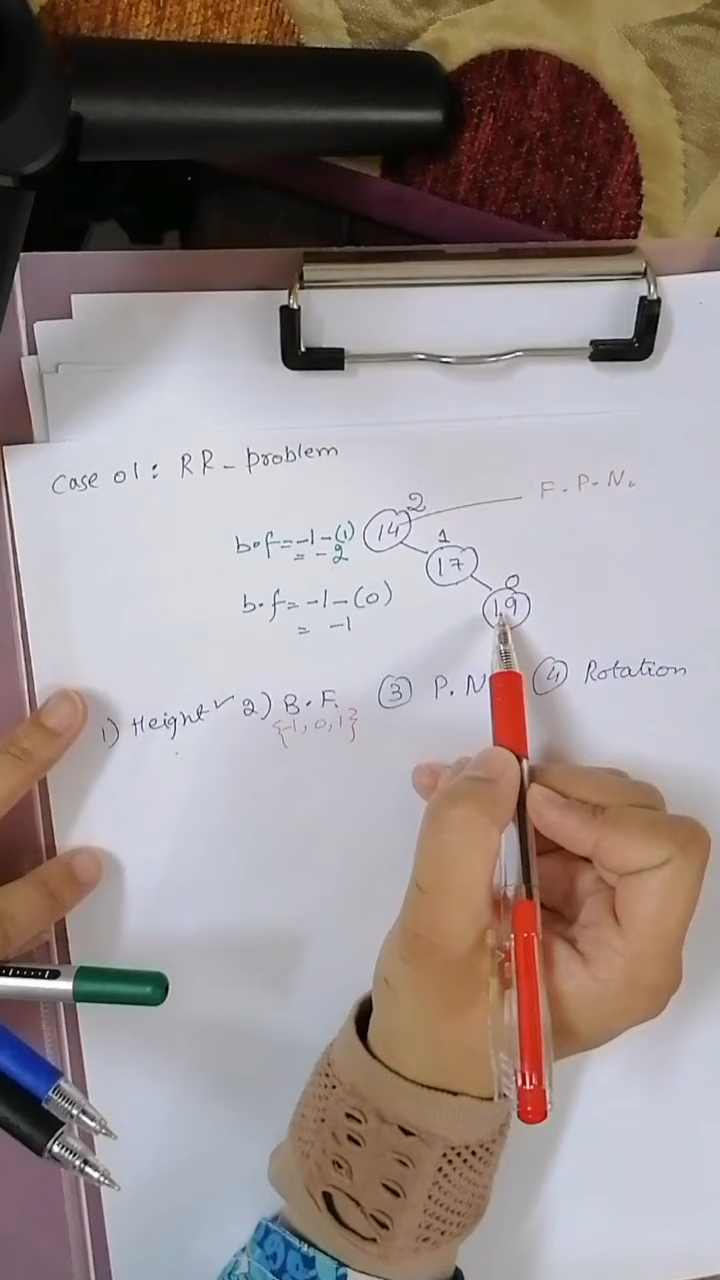 Case 01: RR-problem
2
F.P.N.
b.f = -1-(1)
= -2
14
1
17
b.f = -1-(0)
= -1
0
19
1) Height ✓ 2) B.F. ③ P.N ④ Rotation
{-1, 0, 1}